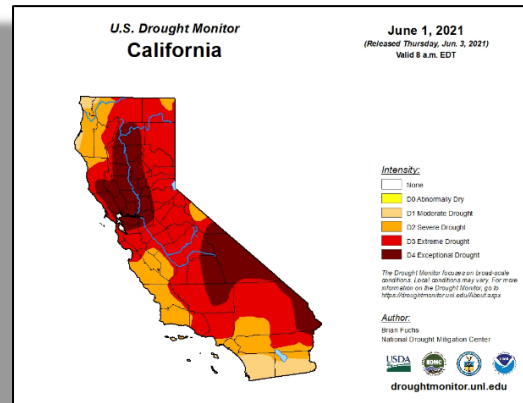 U.S. Drought Monitor
California
June 1, 2021
(Released Thursday, Jun. 3, 2021)
Valid 8 a.m. EDT
Intensity:
None
D0 Abnormally Dry
D1 Moderate Drought
D2 Severe Drought
D3 Extreme Drought
D4 Exceptional Drought
The Drought Monitor focuses on broad-scale
conditions. Local conditions may vary. For more
information on the Drought Monitor, go to
https://droughtmonitor.unl.edu/About.aspx
Author:
Brian Fuchs
National Drought Mitigation Center
USDA
NDMC
droughtmonitor.unl.edu